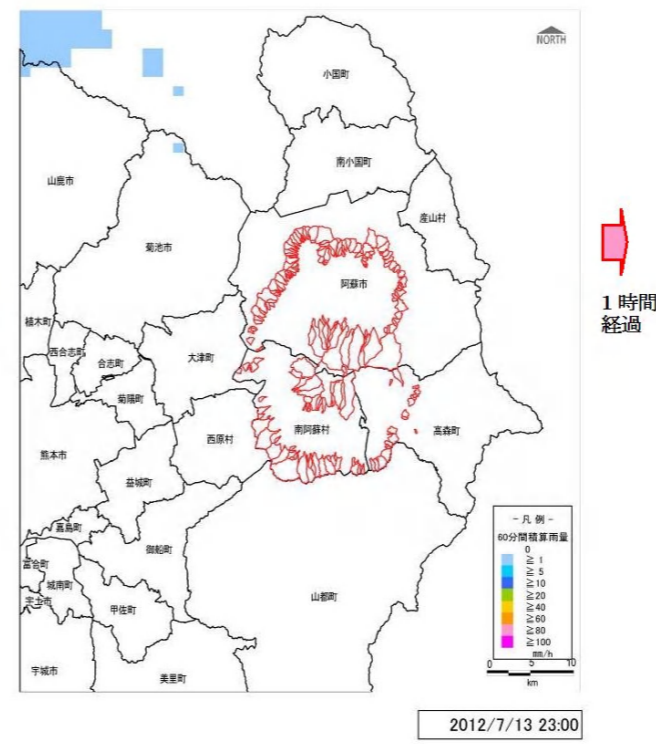 NORTH
小国町
南小国町
産山村
山鹿市
菊池市
阿蘇市
植木町
西合志町
合志町
大津町
菊陽町
熊本市
西原村
南阿蘇村
高森町
益城町
嘉島町
御船町
富合町
城南町
宇土市
甲佐町
山都町
宇城市
美里町
1時間
経過
- 凡 例 -
60分間積算雨量
0
≧ 1
≧ 5
≧ 10
≧ 20
≧ 40
≧ 60
≧ 80
≧ 100
mm/h
0 5 10
km
2012/7/13 23:00